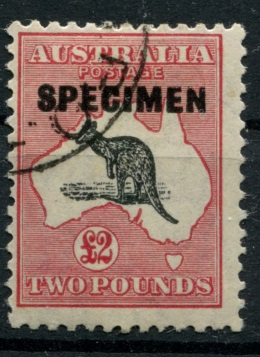 AUSTRALIA
POSTAGE
SPECIMEN
£2
TWO POUNDS